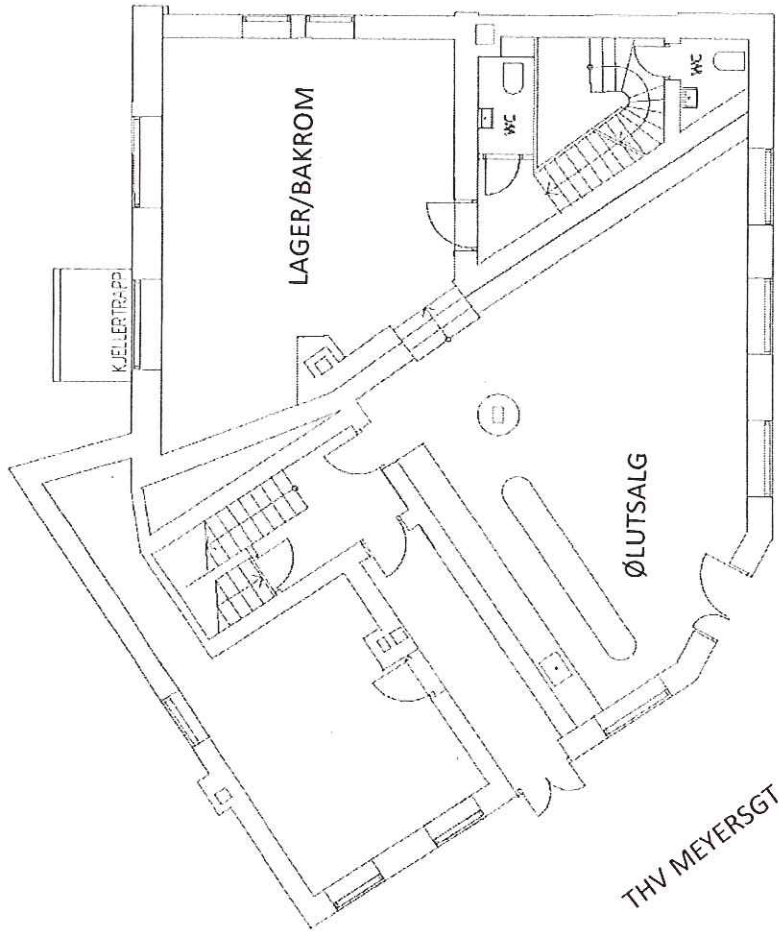 KJELLERTRAPP
LAGER/BAKROM
WC
WC
ØLUTSALG
THV MEYERSGT